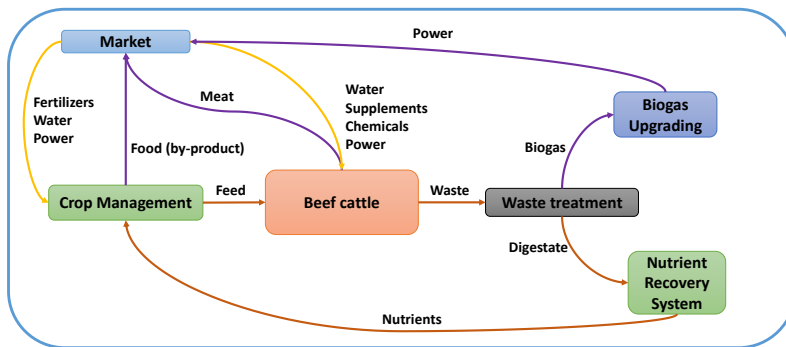 Power
Market
Meat
Water
Supplements
Chemicals
Power
Fertilizers
Water
Power
Biogas
Upgrading
Food (by-product)
Biogas
Feed
Waste
Crop Management
Beef cattle
Waste treatment
Digestate
Nutrient
Recovery
System
Nutrients